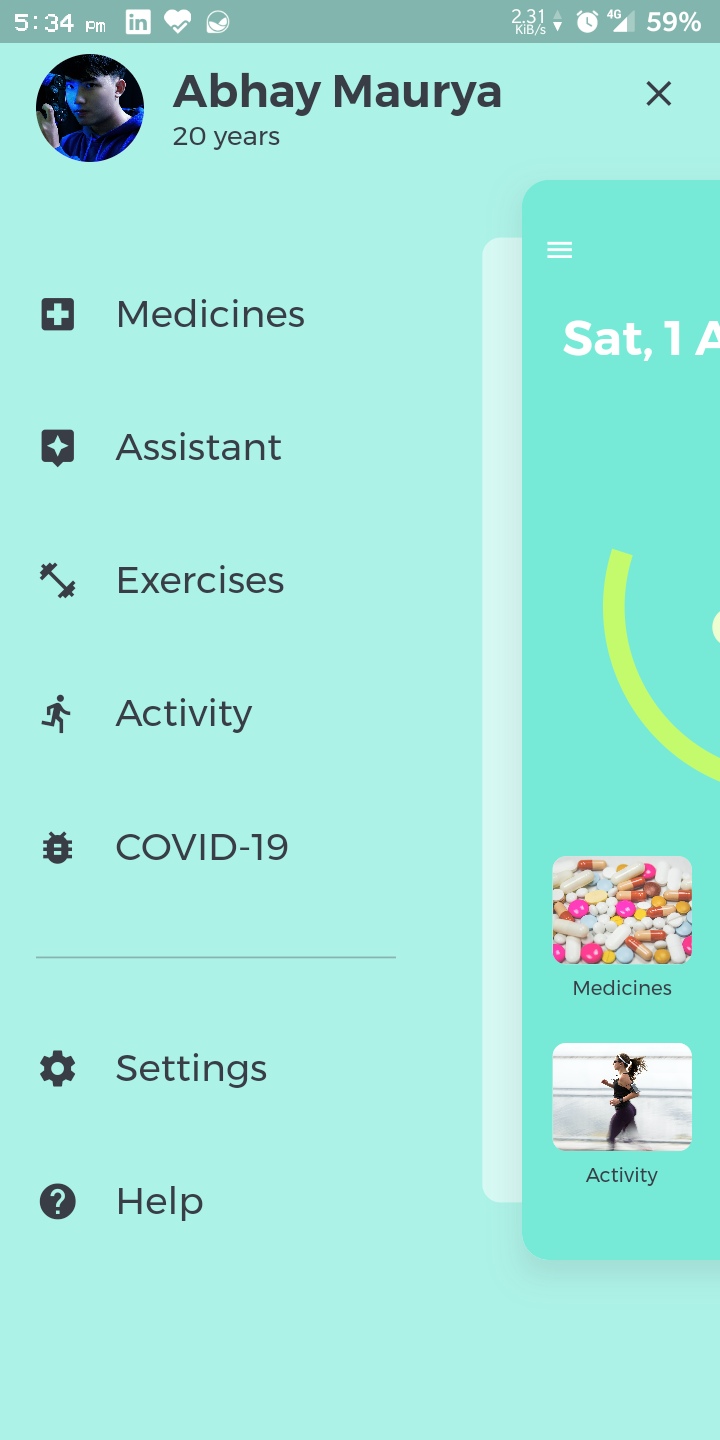 5:34 pm in 2.31 KiB/s 4G 59%
Abhay Maurya
20 years
Medicines
Sat, 1 A
Assistant
Exercises
Activity
COVID-19
Medicines
Settings
Activity
Help